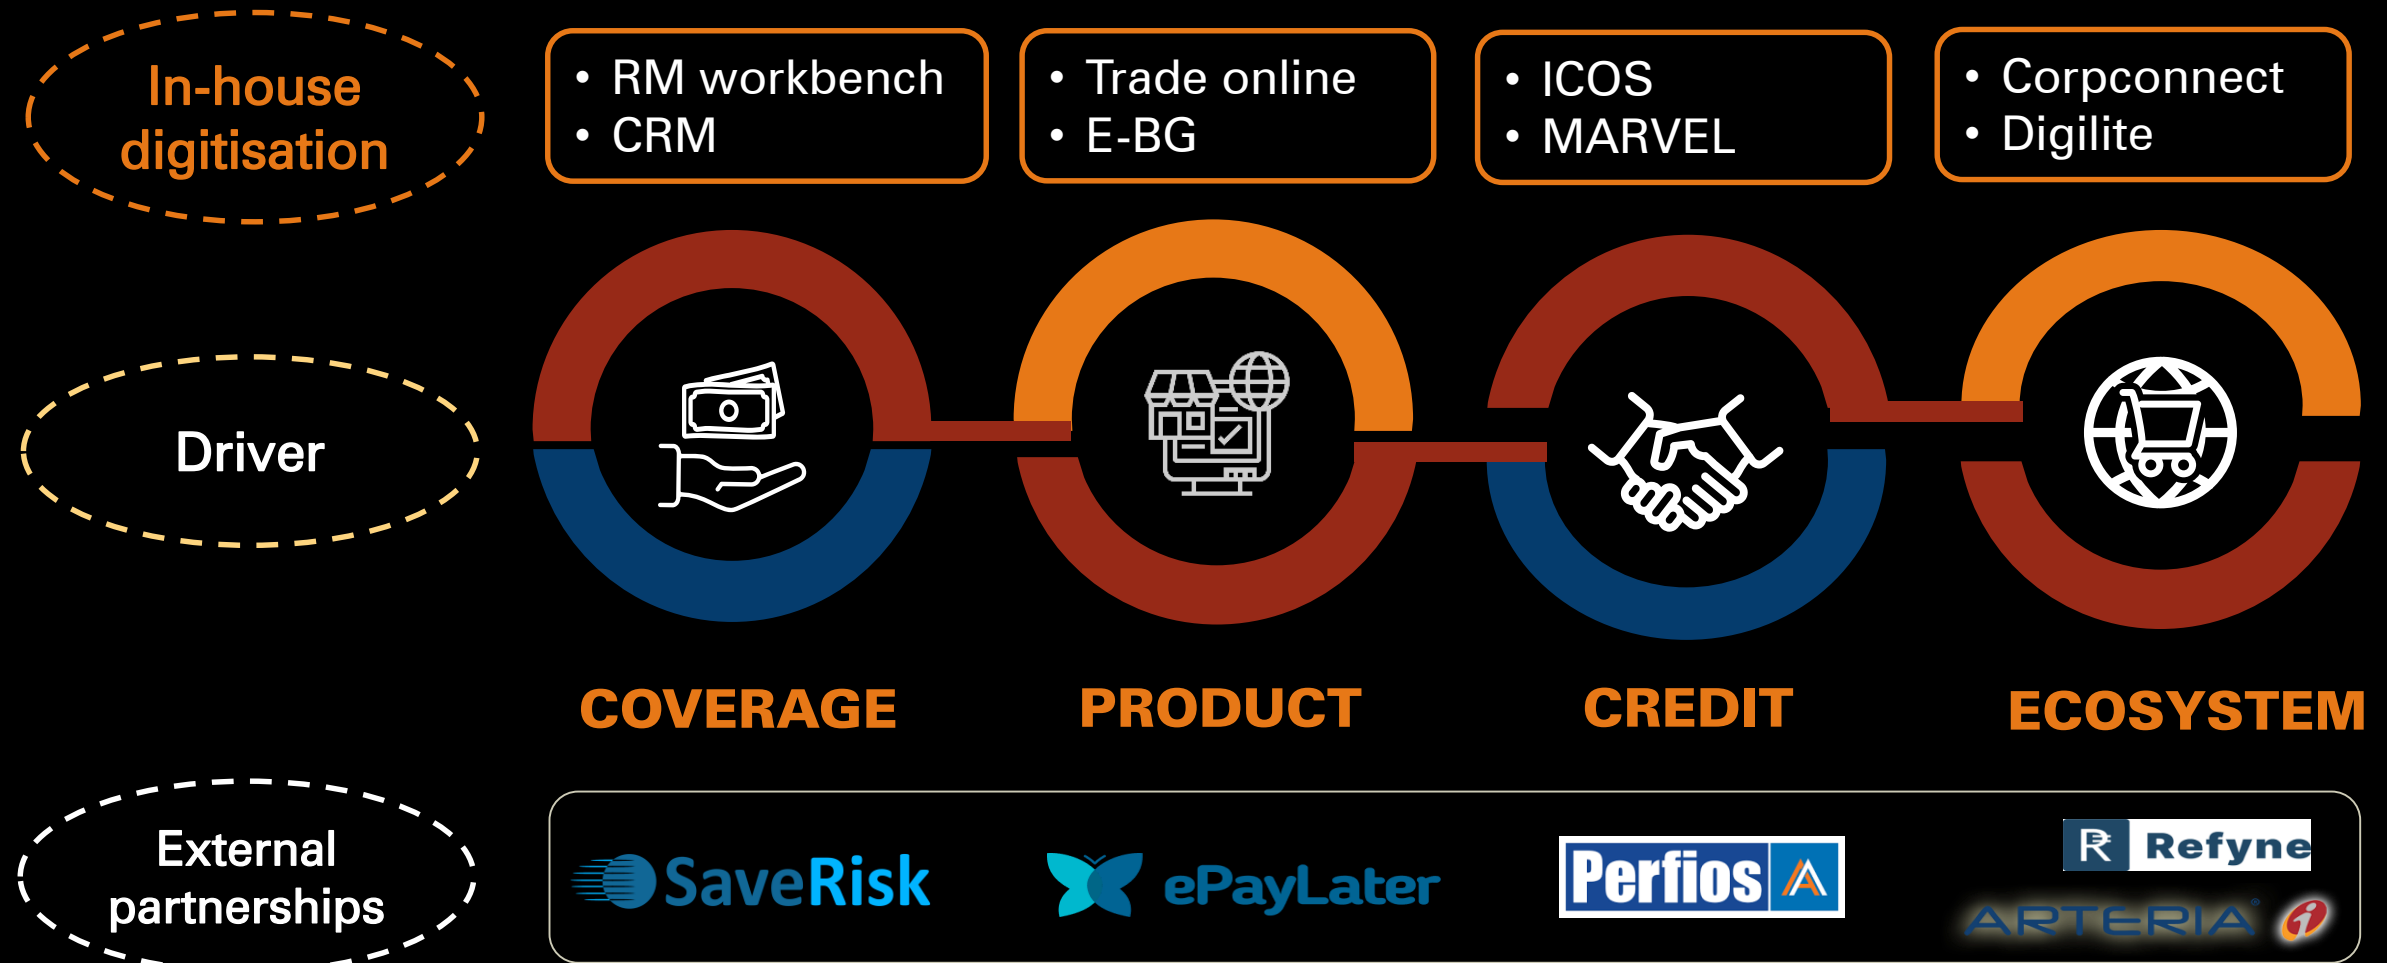 In-house
digitisation
• RM workbench
• CRM
• Trade online
• E-BG
• ICOS
• MARVEL
• Corpconnect
• Digilite
Driver
COVERAGE
PRODUCT
CREDIT
ECOSYSTEM
External
partnerships
SaveRisk
ePayLater
Perfios
Refyne
ARTERIA®